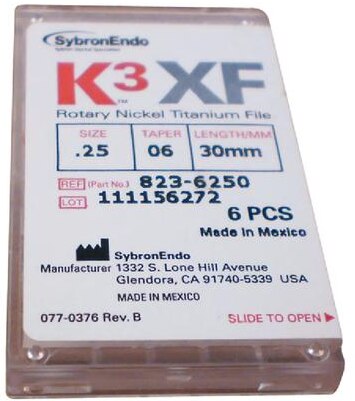 SybronEndo
K3 XF
™
Rotary Nickel Titanium File
SIZE TAPER LENGTH/MM
.25 06 30mm
REF (Part No.) 823-6250
LOT 111156272
6 PCS
Made in Mexico
SybronEndo
Manufacturer 1332 S. Lone Hill Avenue
Glendora, CA 91740-5339 USA
MADE IN MEXICO
077-0376 Rev. B SLIDE TO OPEN